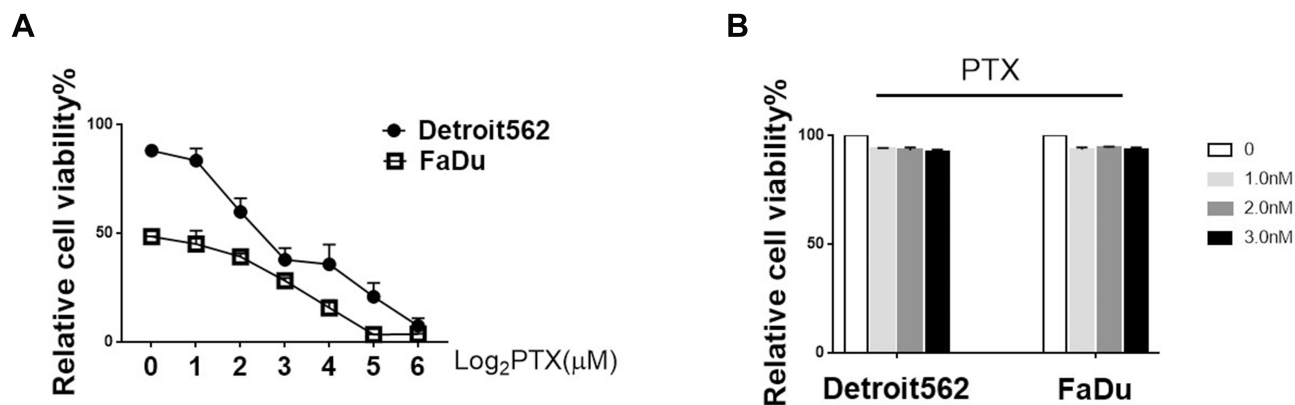 A
Relative cell viability%
100
50
0
0 1 2 3 4 5 6
Log2PTX(μM)
Detroit562
FaDu
B
PTX
Relative cell viability%
100
50
0
Detroit562 FaDu
0
1.0nM
2.0nM
3.0nM